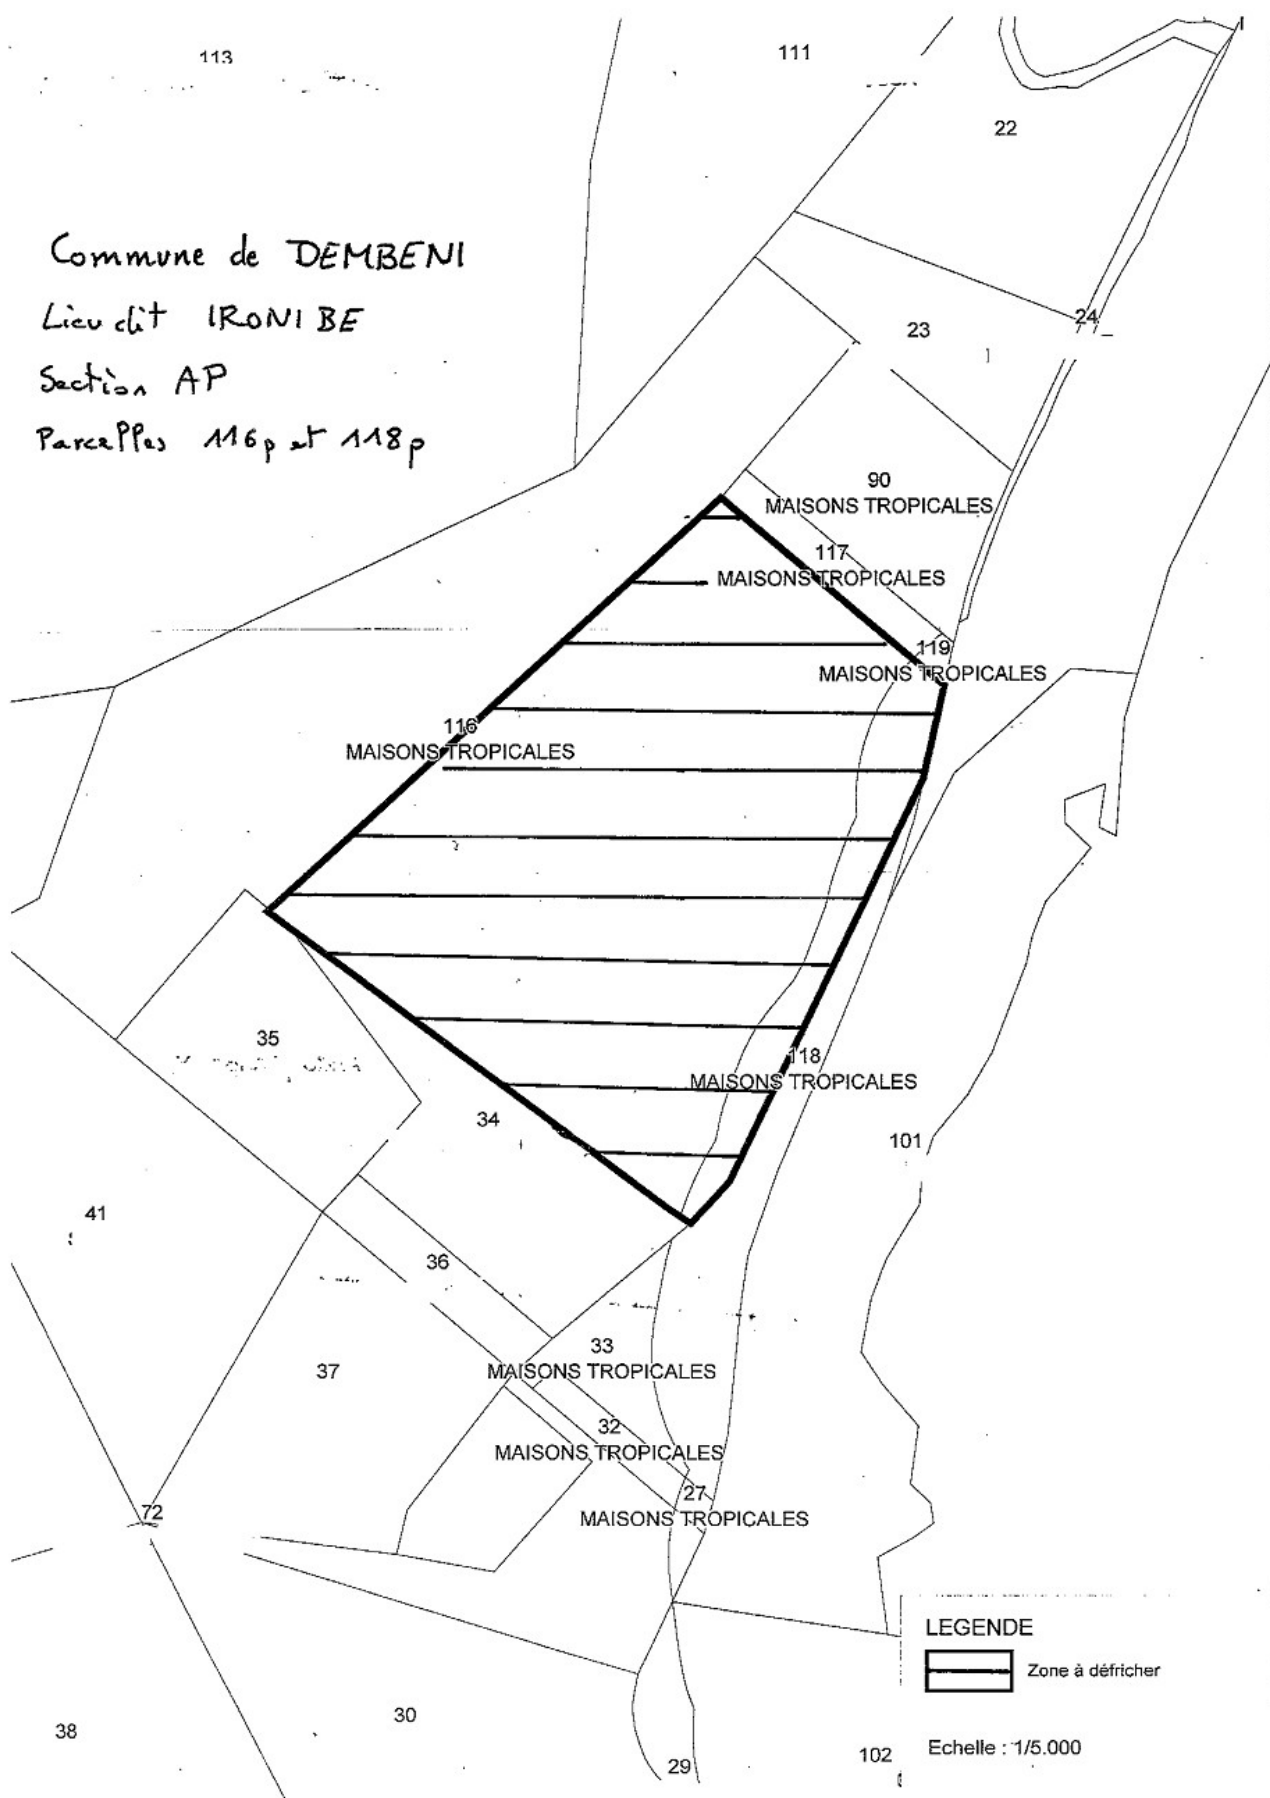 113
111
22
Commune de DEMBENI
Lieu dit IRONI BE
Section AP
Parcelles 116p et 118p
24
23
90
MAISONS TROPICALES
117
MAISONS TROPICALES
119
MAISONS TROPICALES
116
MAISONS TROPICALES
35
118
MAISONS TROPICALES
34
101
41
36
33
MAISONS TROPICALES
37
32
MAISONS TROPICALES
27
MAISONS TROPICALES
72
LEGENDE
Zone à défricher
Echelle : 1/5.000
30
38
102
29